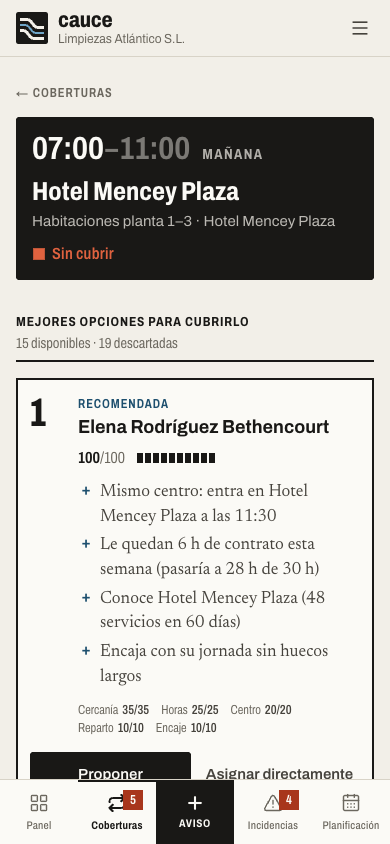 cauce
Limpiezas Atlántico S.L.
← COBERTURAS
07:00–11:00 MAÑANA
Hotel Mencey Plaza
Habitaciones planta 1–3 · Hotel Mencey Plaza
Sin cubrir
MEJORES OPCIONES PARA CUBRIRLO
15 disponibles · 19 descartadas
1
RECOMENDADA
Elena Rodríguez Bethencourt
100/100
+ Mismo centro: entra en Hotel
Mencey Plaza a las 11:30
+ Le quedan 6 h de contrato esta
semana (pasaría a 28 h de 30 h)
+ Conoce Hotel Mencey Plaza (48
servicios en 60 días)
+ Encaja con su jornada sin huecos
largos
Cercanía 35/35 Horas 25/25 Centro 20/20
Reparto 10/10 Encaje 10/10
Proponer Asignar directamente
5 4
Panel Coberturas AVISO Incidencias Planificación